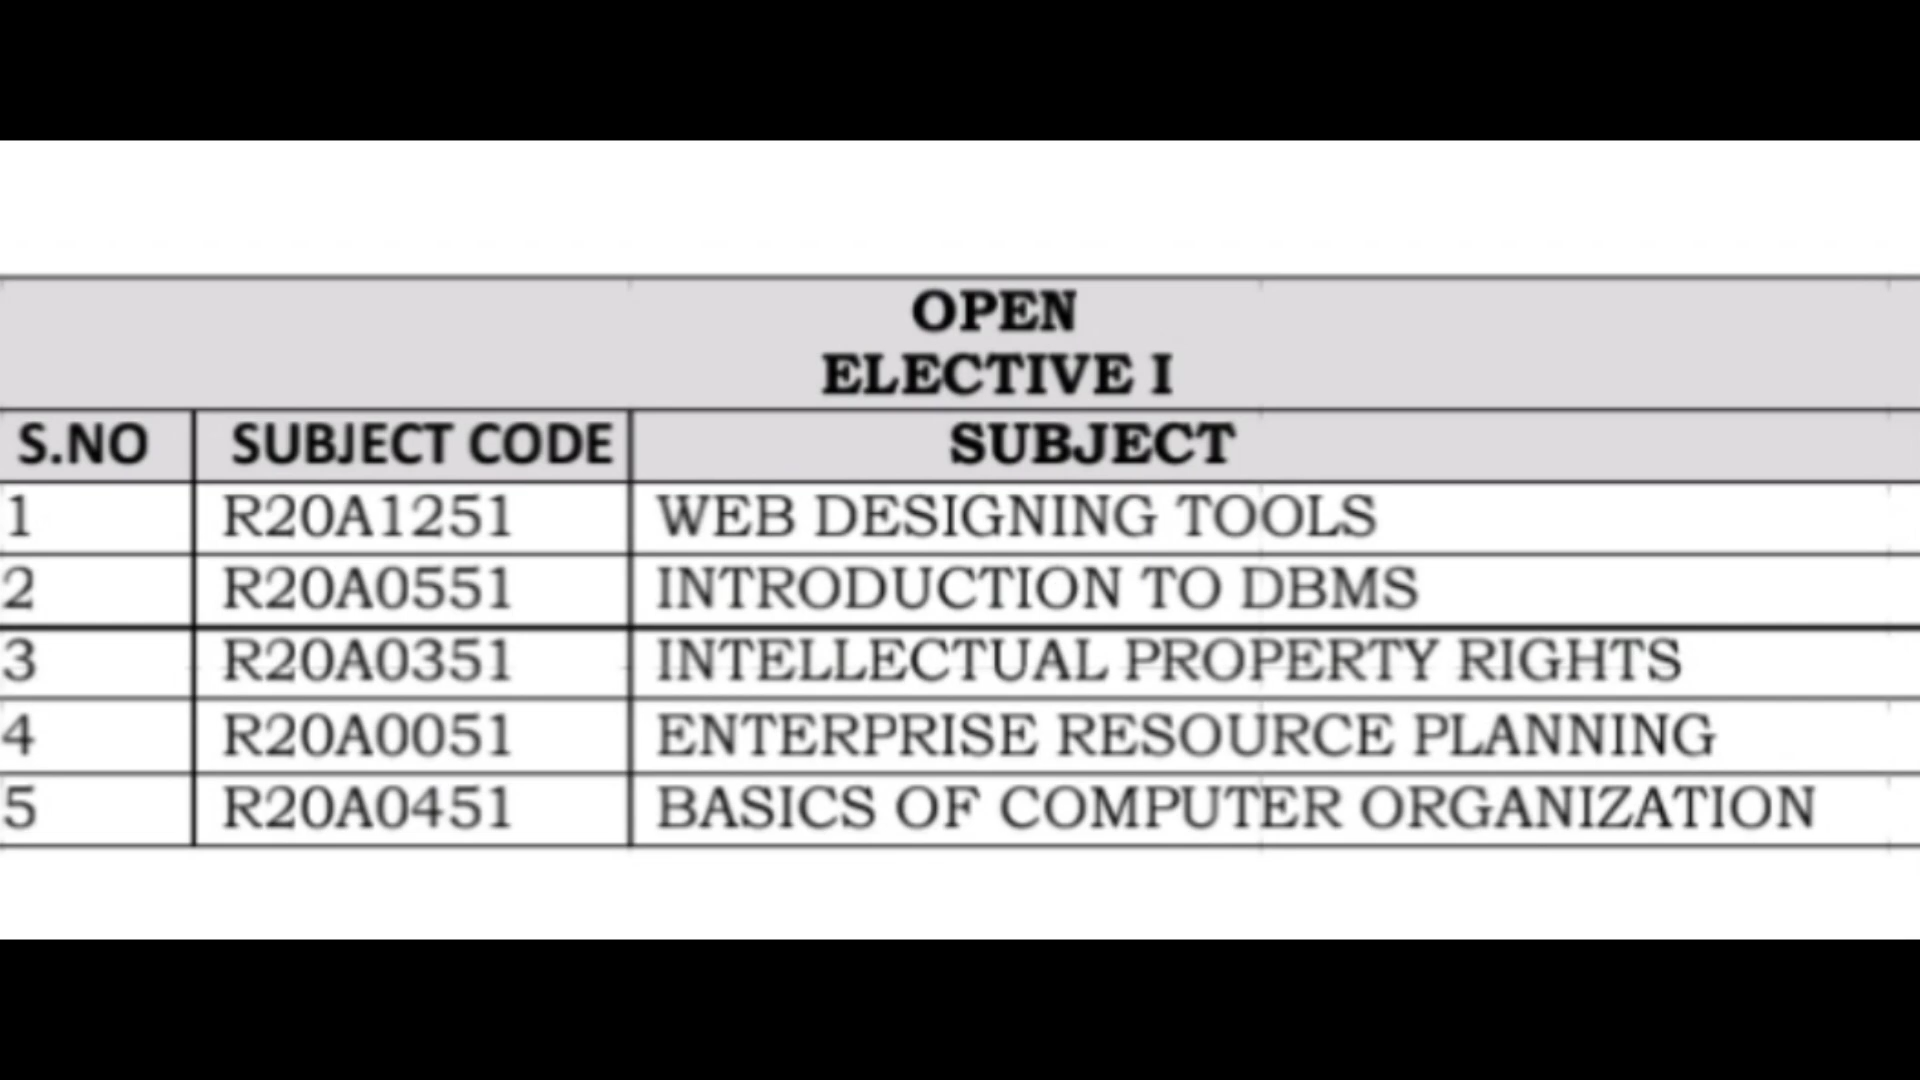 OPEN
ELECTIVE I
S.NO SUBJECT CODE SUBJECT
1 R20A1251 WEB DESIGNING TOOLS
2 R20A0551 INTRODUCTION TO DBMS
3 R20A0351 INTELLECTUAL PROPERTY RIGHTS
4 R20A0051 ENTERPRISE RESOURCE PLANNING
5 R20A0451 BASICS OF COMPUTER ORGANIZATION